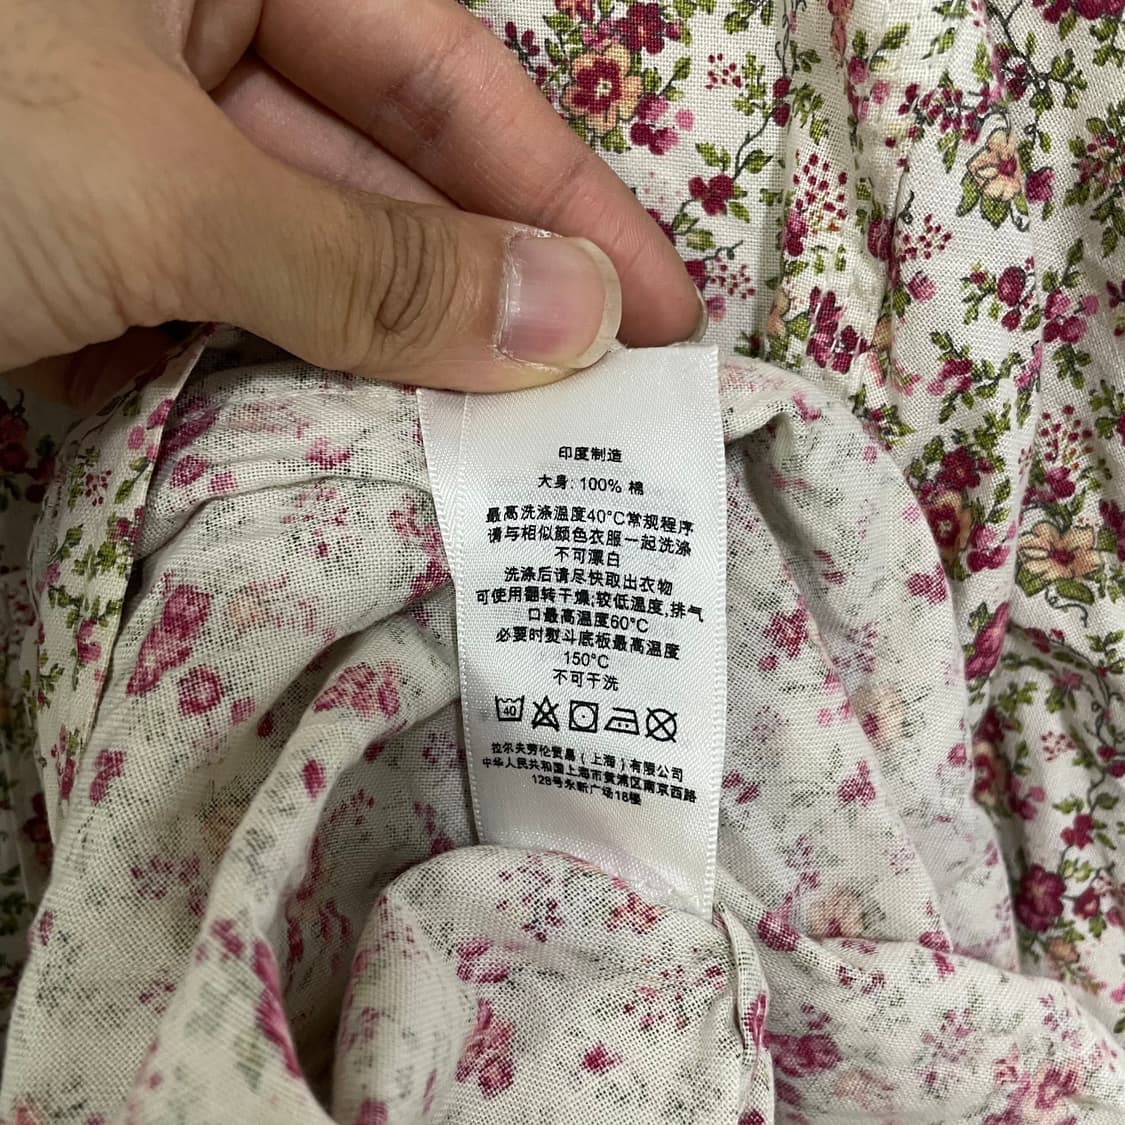 印度制造
大身: 100% 棉
最高洗涤温度40°C常规程序
请与相似颜色衣服一起洗涤
不可漂白
洗涤后请尽快取出衣物
可使用翻转干燥;较低温度,排气
口最高温度60°C
必要时熨斗底板最高温度
150°C
不可干洗
40
拉尔夫劳伦贸易（上海）有限公司
中华人民共和国上海市黄浦区南京西路
128号永新广场18楼